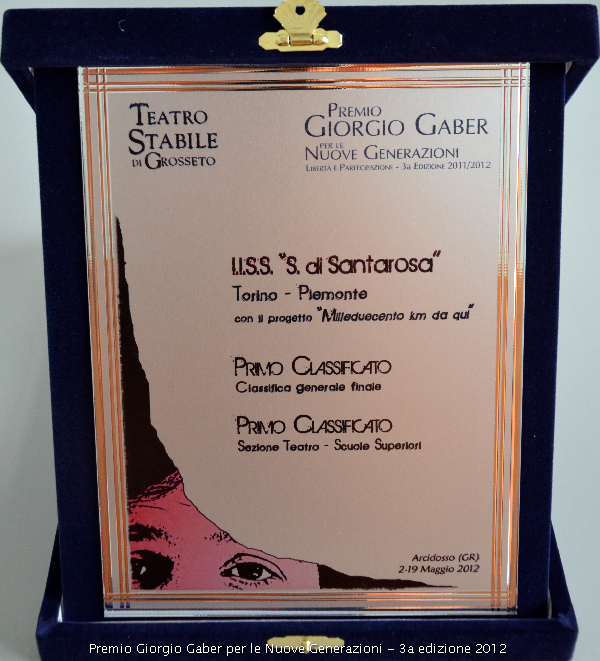 TEATRO
STABILE
DI GROSSETO
PREMIO
GIORGIO GABER
PER LE
NUOVE GENERAZIONI
LIBERTÀ È PARTECIPAZIONE - 3a EDIZIONE 2011/2012
I.I.S.S. "S. di Santarosa"
Torino - Piemonte
con il progetto "Milleduecento km da qui"
PRIMO CLASSIFICATO
Classifica generale finale
PRIMO CLASSIFICATO
Sezione Teatro - Scuole Superiori
Arcidosso (GR)
2-19 Maggio 2012
Premio Giorgio Gaber per le Nuove Generazioni - 3a edizione 2012